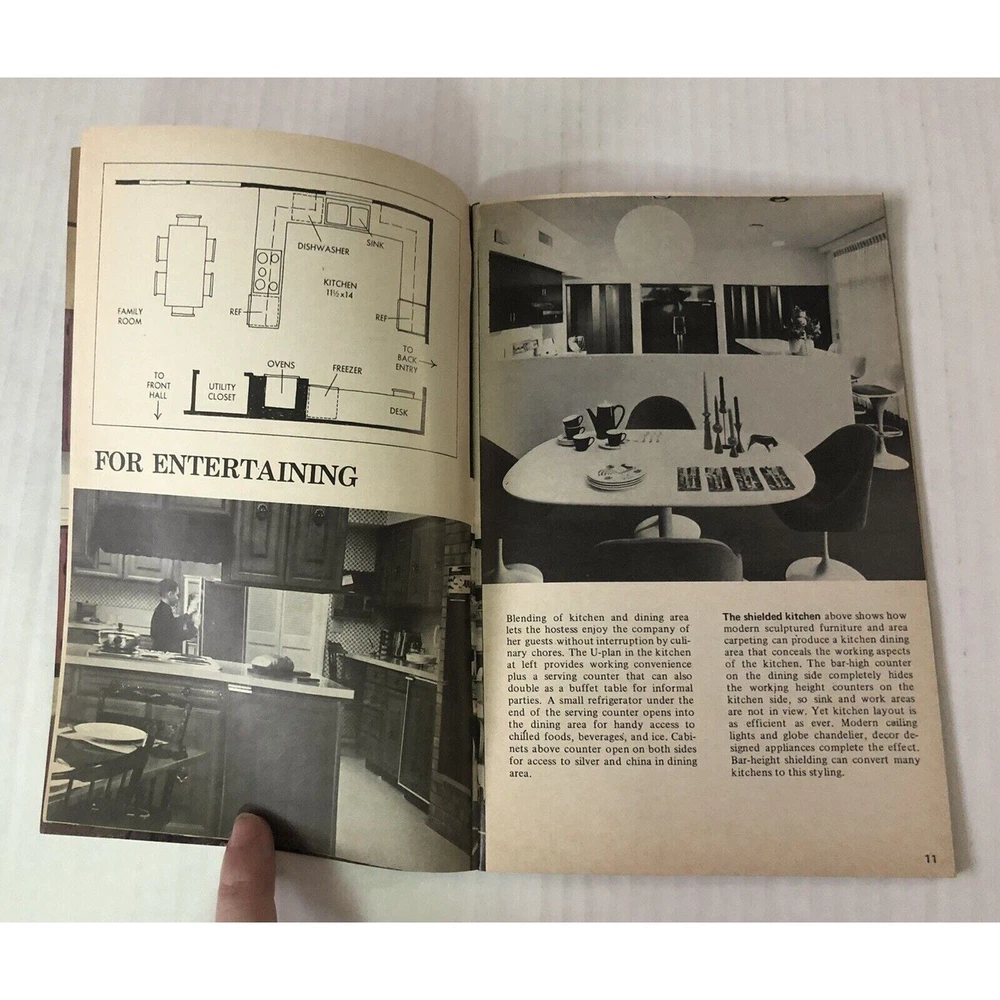 DISHWASHER
SINK
KITCHEN
11½x14
FAMILY
ROOM
REF
REF
TO
BACK
ENTRY
OVENS
FREEZER
TO
FRONT
HALL
UTILITY
CLOSET
DESK
FOR ENTERTAINING
Blending of kitchen and dining area
lets the hostess enjoy the company of
her guests without interruption by culi-
nary chores. The U-plan in the kitchen
at left provides working convenience
plus a serving counter that can also
double as a buffet table for informal
parties. A small refrigerator under the
end of the serving counter opens into
the dining area for handy access to
chilled foods, beverages, and ice. Cabi-
nets above counter open on both sides
for access to silver and china in dining
area.
The shielded kitchen above shows how
modern sculptured furniture and area
carpeting can produce a kitchen dining
area that conceals the working aspects
of the kitchen. The bar-high counter
on the dining side completely hides
the working height counters on the
kitchen side, so sink and work areas
are not in view. Yet kitchen layout is
as efficient as ever. Modern ceiling
lights and globe chandelier, decor de-
signed appliances complete the effect.
Bar-height shielding can convert many
kitchens to this styling.
11